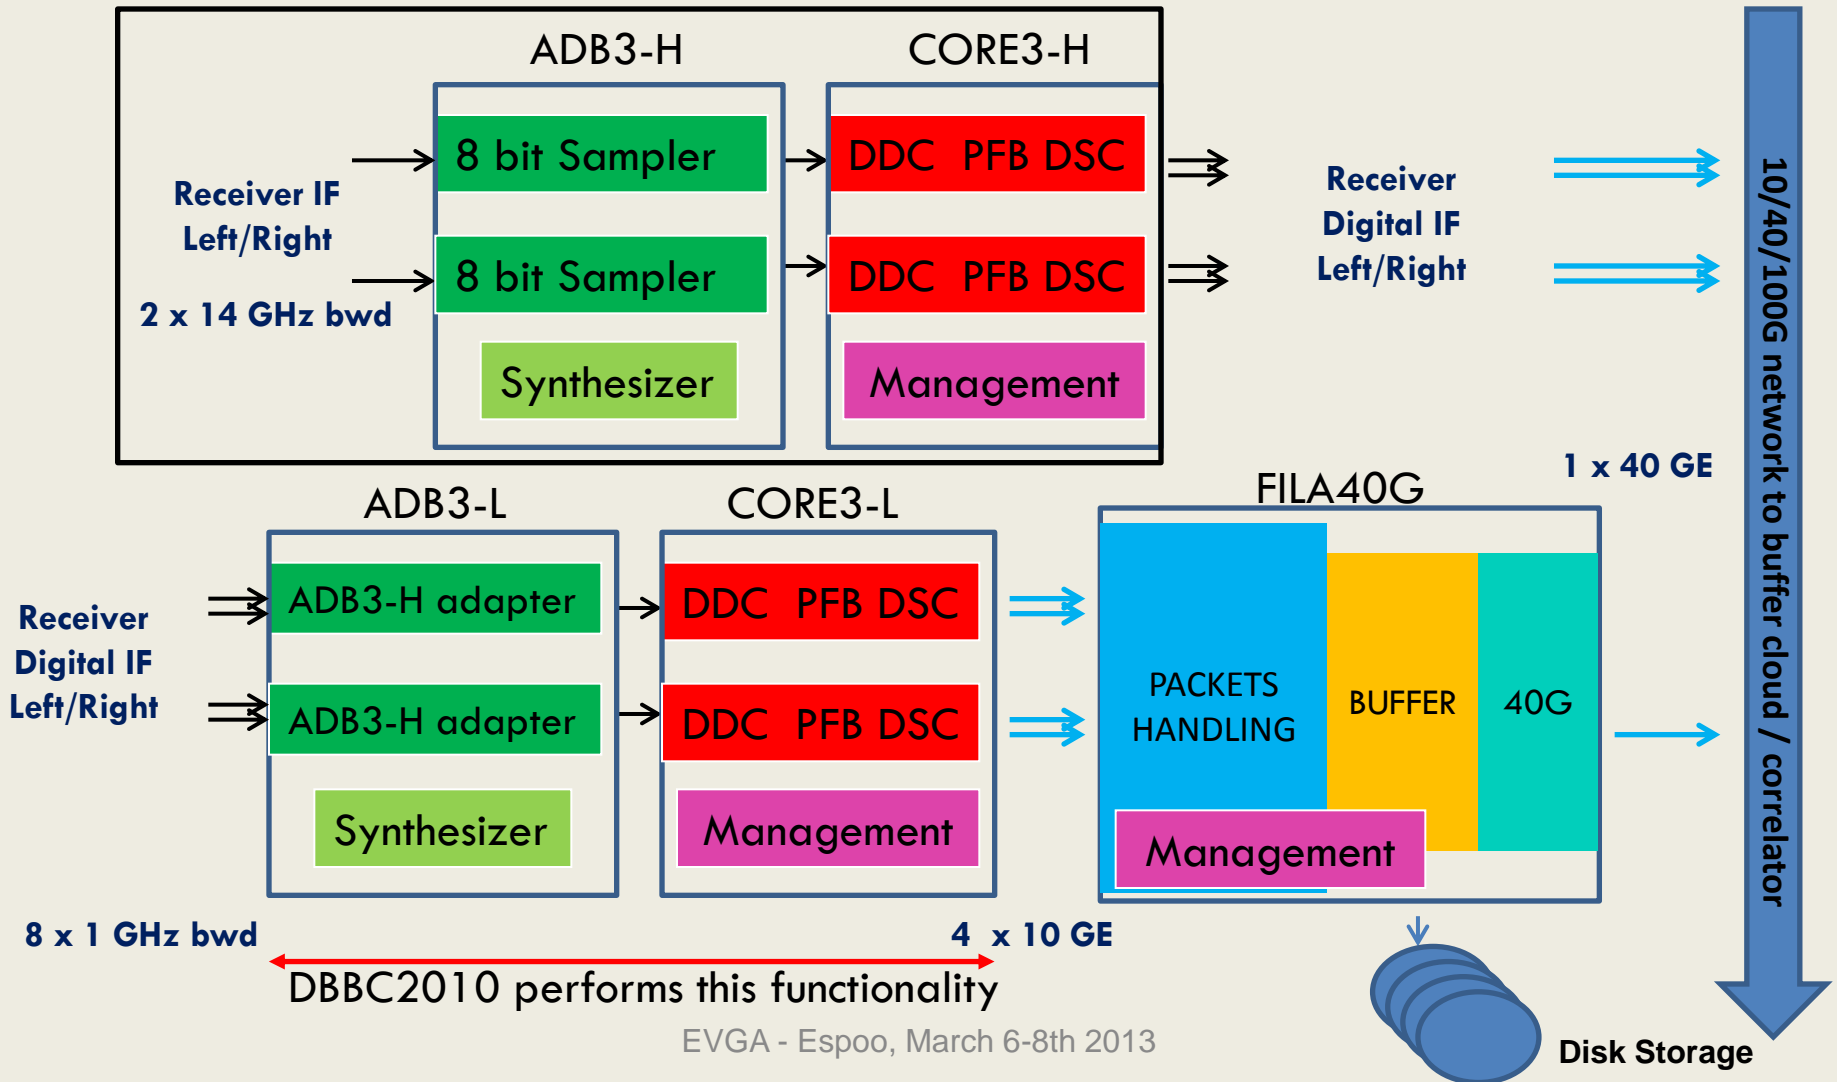 ADB3-H
CORE3-H
8 bit Sampler
DDC PFB DSC
Receiver IF
Left/Right
8 bit Sampler
DDC PFB DSC
Receiver
Digital IF
Left/Right
2 x 14 GHz bwd
Synthesizer
Management
10/40/100G network to buffer cloud / correlator
1 x 40 GE
ADB3-L
CORE3-L
FILA40G
ADB3-H adapter
DDC PFB DSC
Receiver
Digital IF
Left/Right
ADB3-H adapter
DDC PFB DSC
PACKETS
HANDLING
BUFFER
40G
Synthesizer
Management
Management
8 x 1 GHz bwd
4 x 10 GE
DBBC2010 performs this functionality
EVGA - Espoo, March 6-8th 2013
Disk Storage